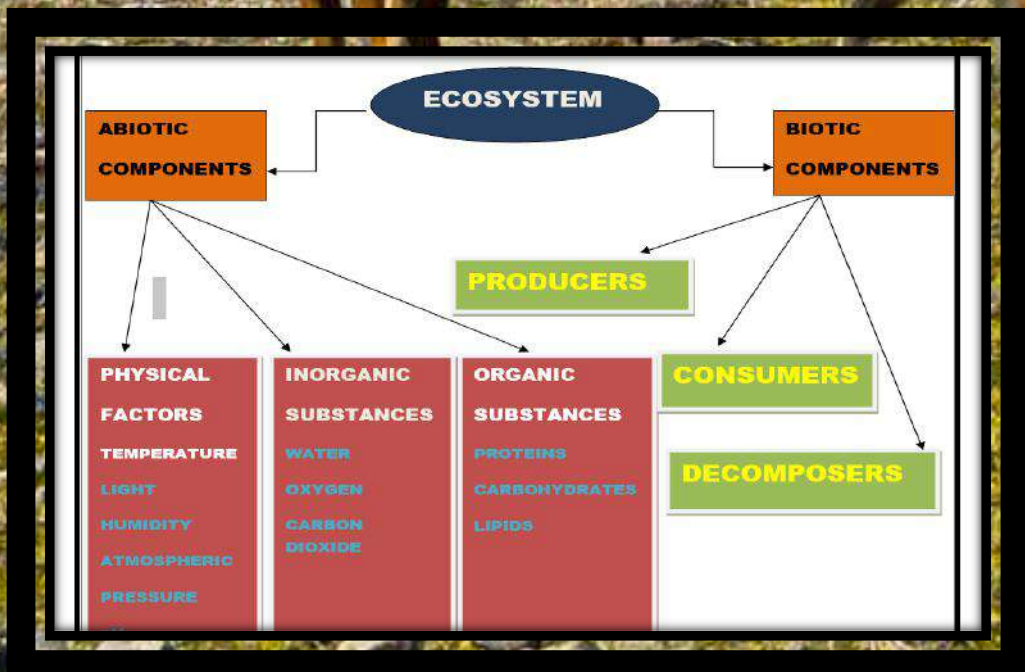 ECOSYSTEM
ABIOTIC
COMPONENTS
BIOTIC
COMPONENTS
PRODUCERS
CONSUMERS
DECOMPOSERS
PHYSICAL
FACTORS
TEMPERATURE
LIGHT
HUMIDITY
ATMOSPHERIC
PRESSURE
INORGANIC
SUBSTANCES
WATER
OXYGEN
CARBON
DIOXIDE
ORGANIC
SUBSTANCES
PROTEINS
CARBOHYDRATES
LIPIDS